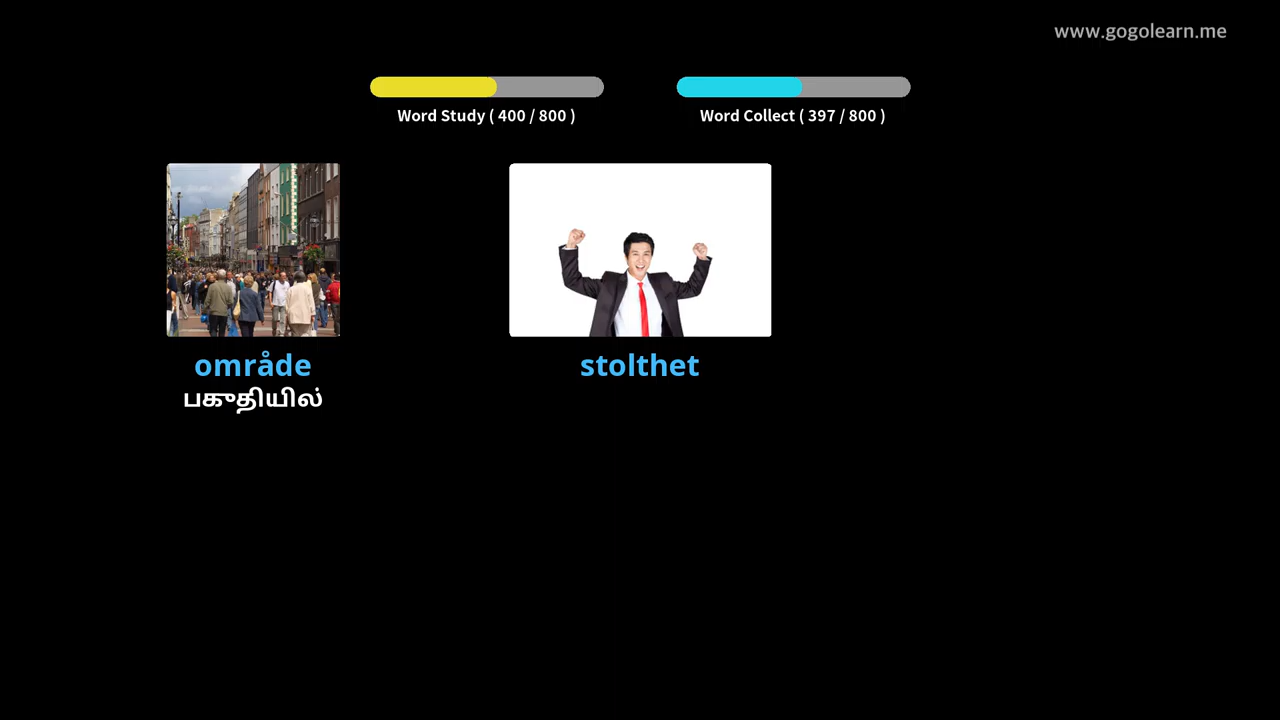 www.gogolearn.me
Word Study ( 400 / 800 )
Word Collect ( 397 / 800 )
område
பகுதியில்
stolthet